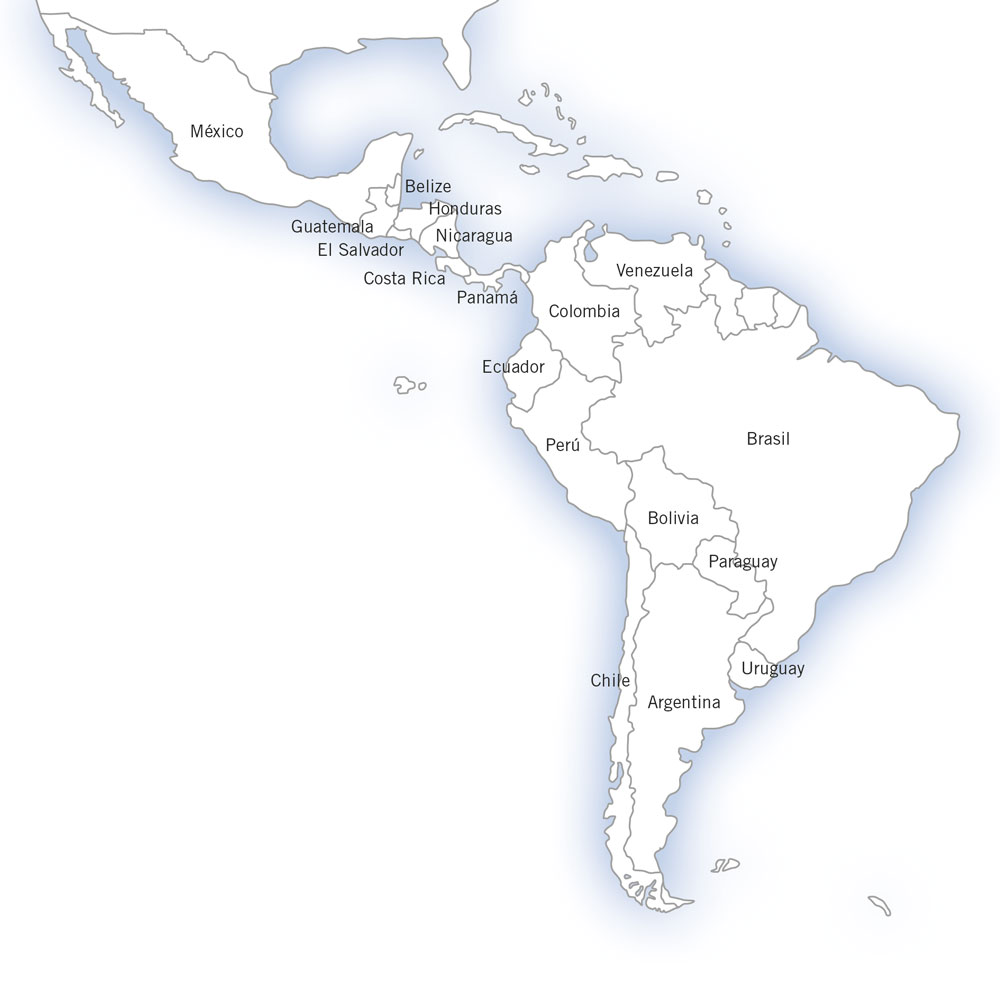 México
Belize
Honduras
Guatemala
Nicaragua
El Salvador
Costa Rica
Panamá
Venezuela
Colombia
Ecuador
Brasil
Perú
Bolivia
Paraguay
Uruguay
Chile
Argentina